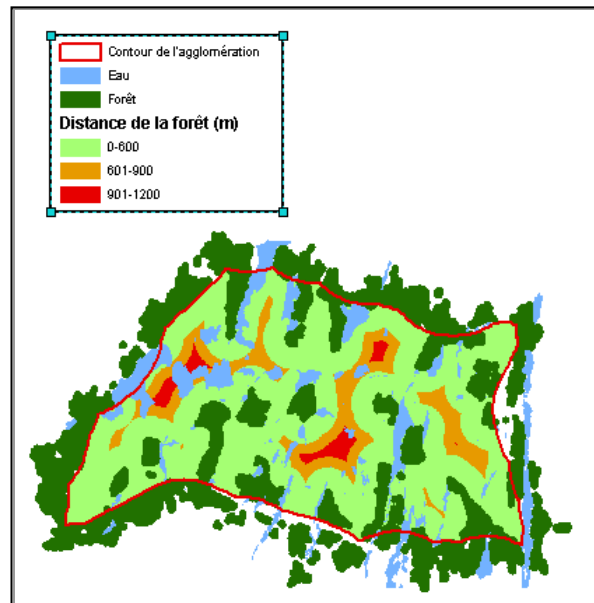 Contour de l'agglomération
Eau
Forêt
Distance de la forêt (m)
0-600
601-900
901-1200